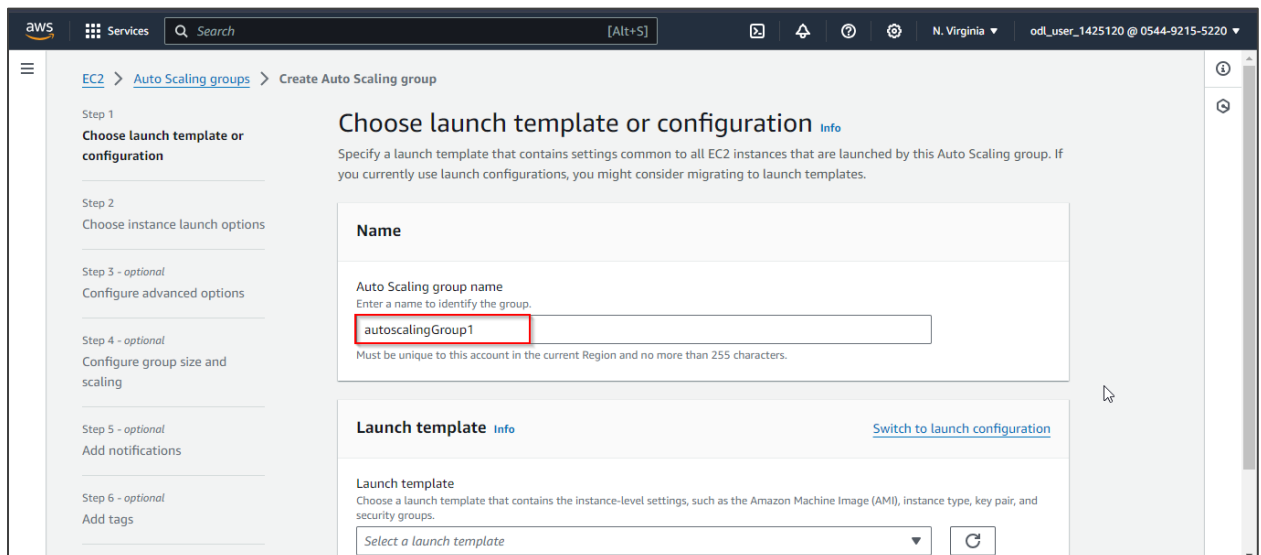 aws
Services
Search
[Alt+S]
N. Virginia
odl_user_1425120 @ 0544-9215-5220
EC2 > Auto Scaling groups > Create Auto Scaling group
Step 1
Choose launch template or
configuration
Step 2
Choose instance launch options
Step 3 - optional
Configure advanced options
Step 4 - optional
Configure group size and
scaling
Step 5 - optional
Add notifications
Step 6 - optional
Add tags
Choose launch template or configuration Info
Specify a launch template that contains settings common to all EC2 instances that are launched by this Auto Scaling group. If
you currently use launch configurations, you might consider migrating to launch templates.
Name
Auto Scaling group name
Enter a name to identify the group.
autoscalingGroup1
Must be unique to this account in the current Region and no more than 255 characters.
Launch template Info
Switch to launch configuration
Launch template
Choose a launch template that contains the instance-level settings, such as the Amazon Machine Image (AMI), instance type, key pair, and
security groups.
Select a launch template